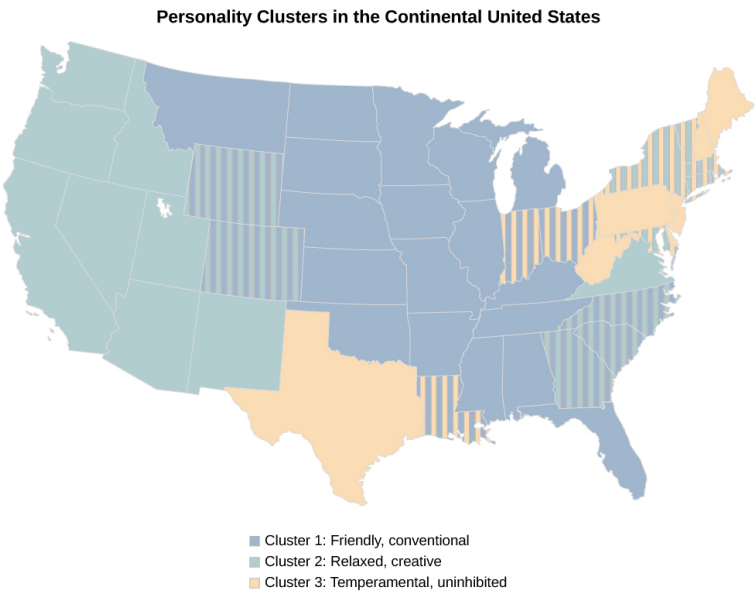 Personality Clusters in the Continental United States
Cluster 1: Friendly, conventional
Cluster 2: Relaxed, creative
Cluster 3: Temperamental, uninhibited